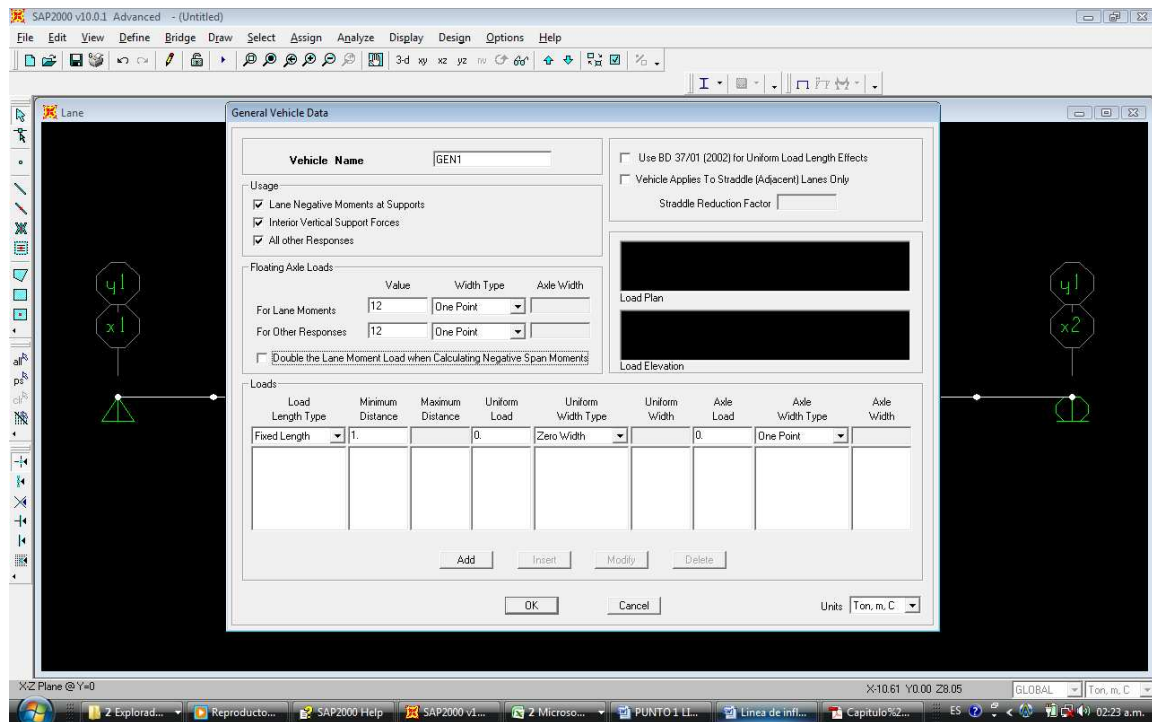 SAP2000 v10.0.1 Advanced - (Untitled)
File Edit View Define Bridge Draw Select Assign Analyze Display Design Options Help
3-d xy xz yz nv
Lane
General Vehicle Data
Vehicle Name GEN1
Use BD 37/01 (2002) for Uniform Load Length Effects
Vehicle Applies To Straddle (Adjacent) Lanes Only
Straddle Reduction Factor
Usage
Lane Negative Moments at Supports
Interior Vertical Support Forces
All other Responses
Floating Axle Loads
Value Width Type Axle Width
For Lane Moments 12 One Point
For Other Responses 12 One Point
Double the Lane Moment Load when Calculating Negative Span Moments
Load Plan
Load Elevation
Loads
Load Length Type Minimum Distance Maximum Distance Uniform Load Uniform Width Type Uniform Width Axle Load Axle Width Type Axle Width
Fixed Length 1. 0. Zero Width 0. One Point
Add Insert Modify Delete
OK Cancel Units Ton, m, C
y1
x1
y1
x2
all
ps
clr
X-Z Plane @ Y=0 X-10.61 Y0.00 Z8.05 GLOBAL Ton, m, C
2 Explorad... Reproducto... SAP2000 Help SAP2000 v1... 2 Microso... PUNTO 1 LI... Linea de infl... Capitulo%2... ES 02:23 a.m.